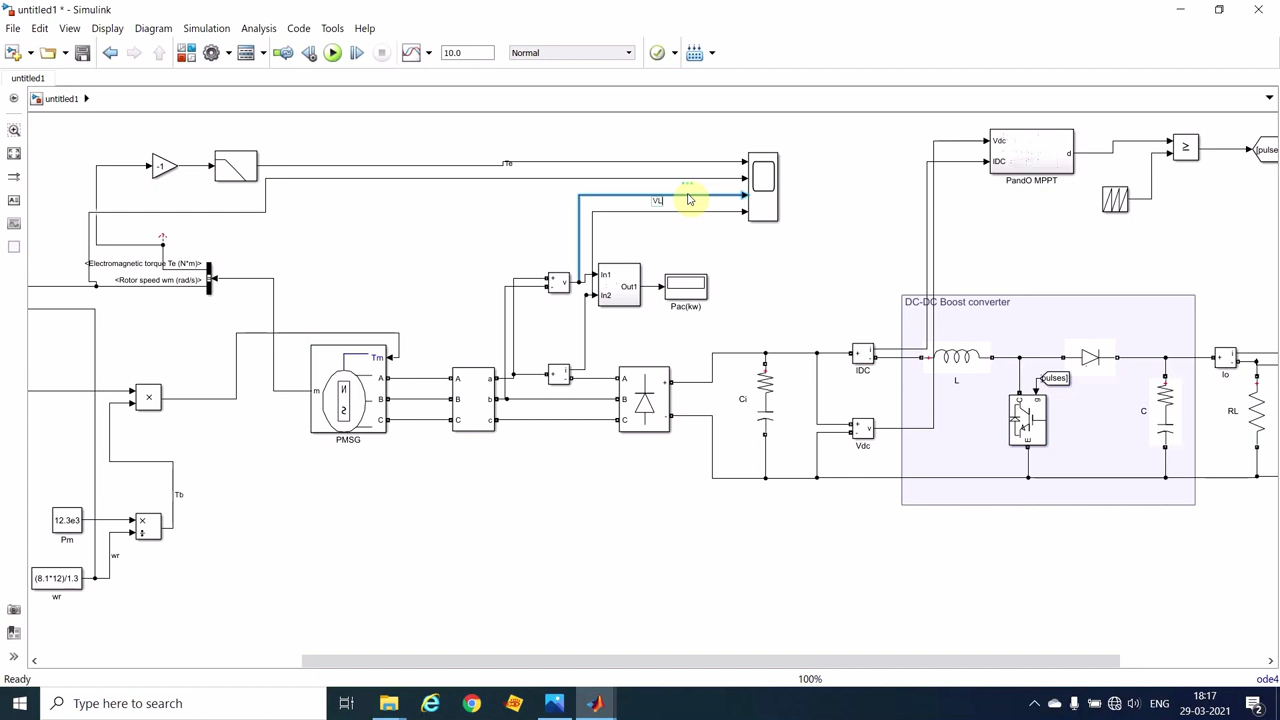 untitled1 * - Simulink
File Edit View Display Diagram Simulation Analysis Code Tools Help
10.0
Normal
untitled1
untitled1
-1
Te
VL
<Electromagnetic torque Te (N*m)>
<Rotor speed wm (rad/s)>
+
-
v
In1
In2
Out1
Pac(kw)
Vdc
IDC
d
PandO MPPT
≥
[pulse
DC-DC Boost converter
Tm
N
S
m
A
B
C
PMSG
A
B
C
a
b
c
+
i
-
A
B
C
+
-
Ci
+
i
-
IDC
+
-
v
Vdc
L
pulses]
C
g
E
C
+
i
-
Io
RL
×
Tb
12.3e3
Pm
×
÷
wr
(8.1*12)/1.3
wr
Ready
100%
ode4
Type here to search
ENG
18:17
29-03-2021
2